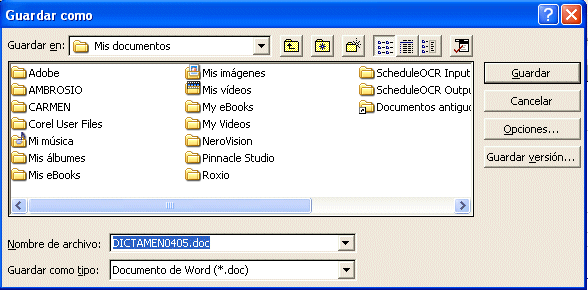 Guardar como
Guardar en: Mis documentos
Adobe
AMBROSIO
CARMEN
Corel User Files
Mi música
Mis álbumes
Mis eBooks
Mis imágenes
Mis vídeos
My eBooks
My Videos
NeroVision
Pinnacle Studio
Roxio
ScheduleOCR Input
ScheduleOCR Outpu
Documentos antiguo
Guardar
Cancelar
Opciones...
Guardar versión...
Nombre de archivo: DICTAMEN0405.doc
Guardar como tipo: Documento de Word (*.doc)